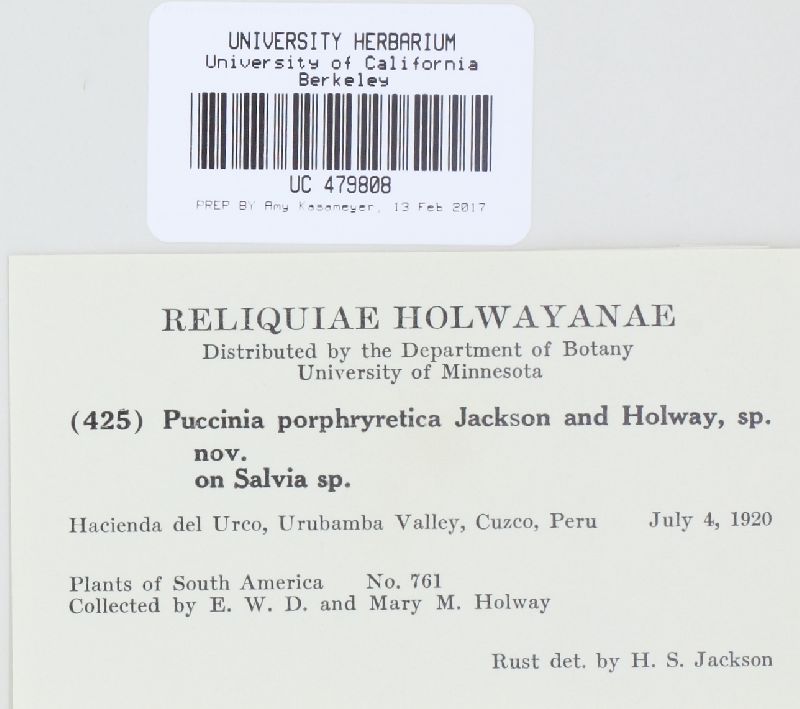 UNIVERSITY HERBARIUM
University of California
Berkeley
UC 479808
PREP BY Amy Kasameyer, 13 Feb 2017
RELIQUIAE HOLWAYANAE
Distributed by the Department of Botany
University of Minnesota
(425) Puccinia porphryretica Jackson and Holway, sp.
nov.
on Salvia sp.
Hacienda del Urco, Urubamba Valley, Cuzco, Peru July 4, 1920
Plants of South America No. 761
Collected by E. W. D. and Mary M. Holway
Rust det. by H. S. Jackson